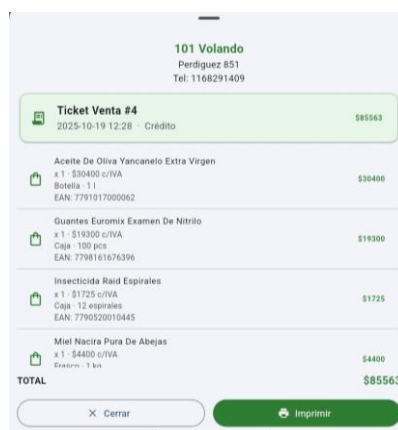 101 Volando
Perdiguez 851
Tel: 1168291409
Ticket Venta #4
2025-10-19 12:28 · Crédito
$85563
Aceite De Oliva Yancanelo Extra Virgen
x 1 · $30400 c/IVA
Botella · 1 l
EAN: 7791017000062
$30400
Guantes Euromix Examen De Nitrilo
x 1 · $19300 c/IVA
Caja · 100 pcs
EAN: 7798161676396
$19300
Insecticida Raid Espirales
x 1 · $1725 c/IVA
Caja · 12 espirales
EAN: 7790520010445
$1725
Miel Nacira Pura De Abejas
x 1 · $4400 c/IVA
Frasco · 1 kg
$4400
TOTAL
$85563
× Cerrar
Imprimir